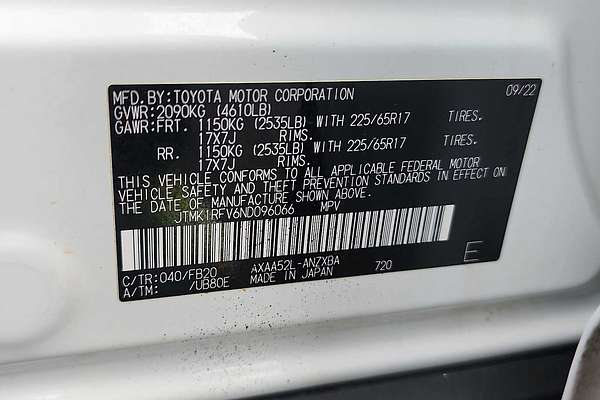 MFD.BY:TOYOTA MOTOR CORPORATION 09/22
GVWR:2090KG (4610LB)
GAWR:FRT. 1150KG (2535LB) WITH 225/65R17 TIRES.
17X7J RIMS.
RR. 1150KG (2535LB) WITH 225/65R17 TIRES.
17X7J RIMS.
THIS VEHICLE CONFORMS TO ALL APPLICABLE FEDERAL MOTOR
VEHICLE SAFETY AND THEFT PREVENTION STANDARDS IN EFFECT ON
THE DATE OF MANUFACTURE SHOWN ABOVE.
JTMK1RFV6ND096066 MPV
C/TR:040/FB20 AXAA52L-ANZXBA 720 E
A/TM: /UB80E MADE IN JAPAN